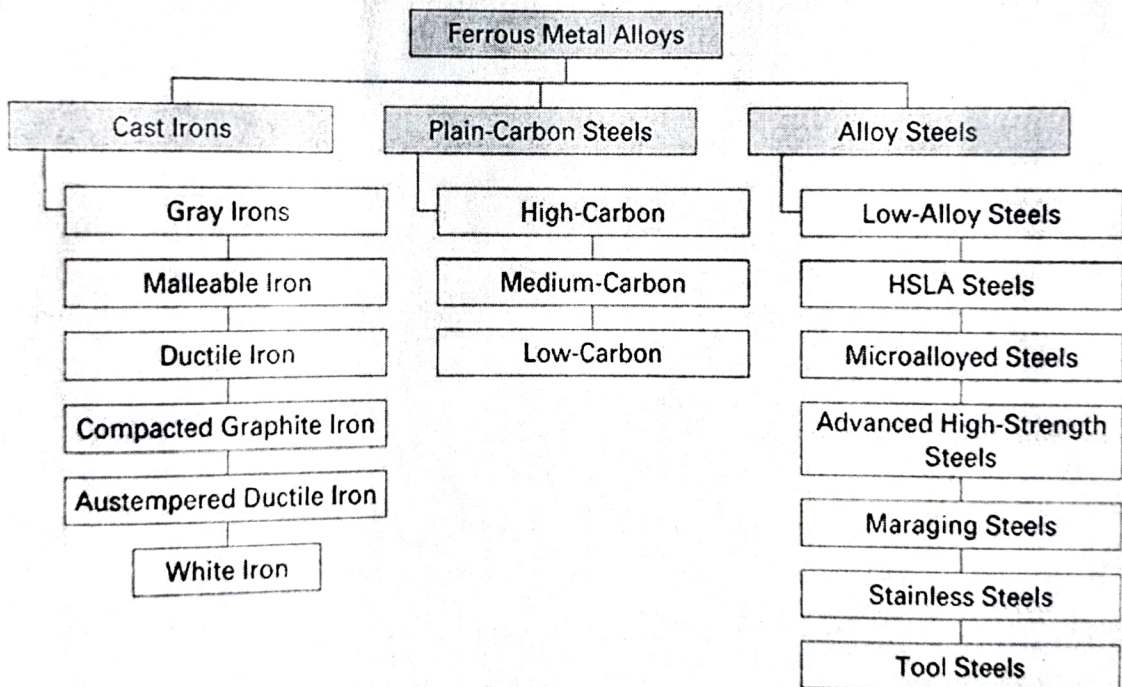 Ferrous Metal Alloys
Cast Irons
Plain-Carbon Steels
Alloy Steels
Gray Irons
Malleable Iron
Ductile Iron
Compacted Graphite Iron
Austempered Ductile Iron
White Iron
High-Carbon
Medium-Carbon
Low-Carbon
Low-Alloy Steels
HSLA Steels
Microalloyed Steels
Advanced High-Strength
Steels
Maraging Steels
Stainless Steels
Tool Steels